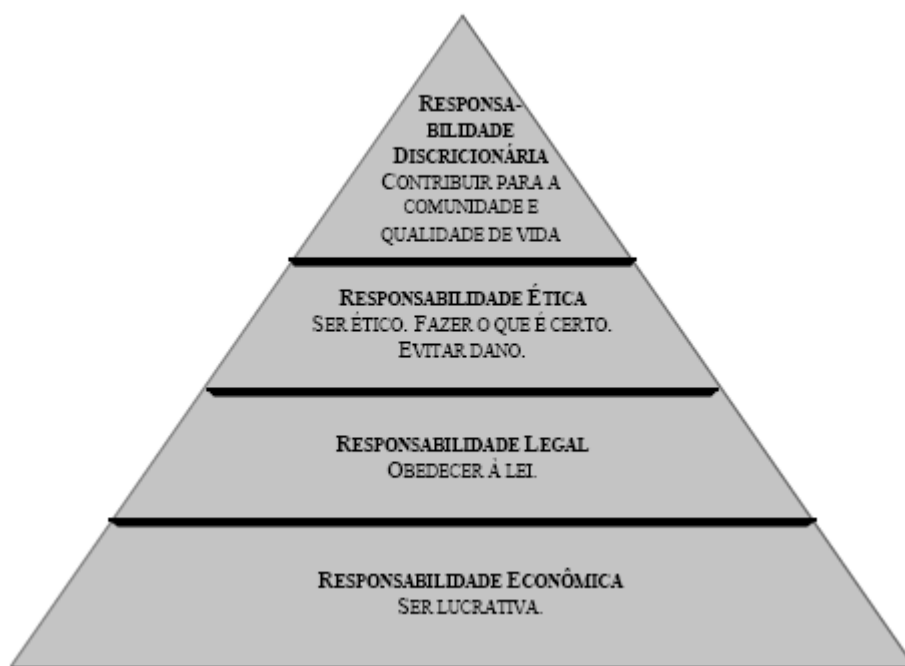 RESPONSA-
BILIDADE
DISCRICIONÁRIA
CONTRIBUIR PARA A
COMUNIDADE E
QUALIDADE DE VIDA
RESPONSABILIDADE ÉTICA
SER ÉTICO. FAZER O QUE É CERTO.
EVITAR DANO.
RESPONSABILIDADE LEGAL
OBEDECER À LEI.
RESPONSABILIDADE ECONÔMICA
SER LUCRATIVA.